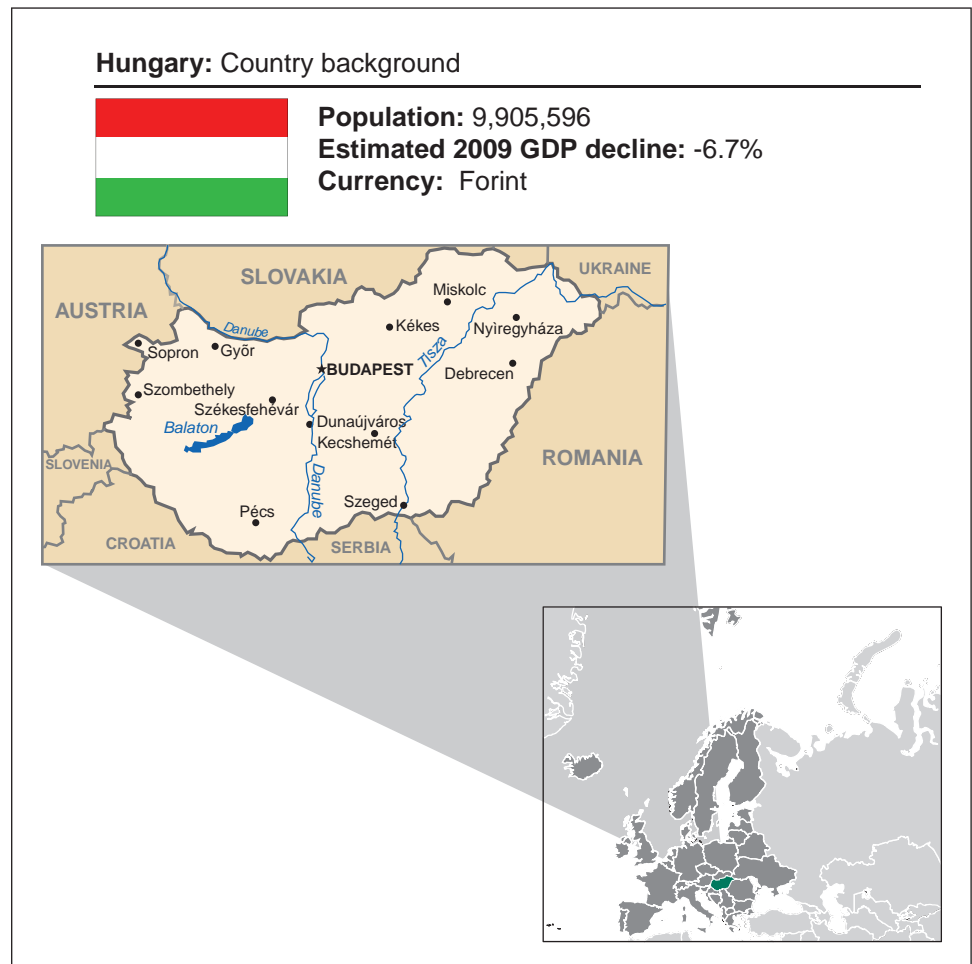 Hungary: Country background
Population: 9,905,596
Estimated 2009 GDP decline: -6.7%
Currency: Forint
SLOVAKIA
UKRAINE
AUSTRIA
Miskolc
Danube
Kékes
Nyìregyháza
Tisza
Sopron
Győr
BUDAPEST
Debrecen
Szombethely
Székesfehévár
Dunaújváros
Balaton
Kecshemét
SLOVENIA
ROMANIA
Danube
Szeged
Pécs
CROATIA
SERBIA